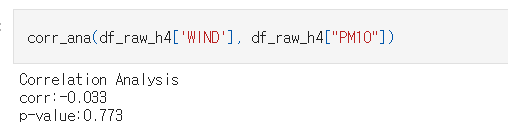 corr_ana(df_raw_h4['WIND'], df_raw_h4["PM10"])
Correlation Analysis
corr:-0.033
p-value:0.773